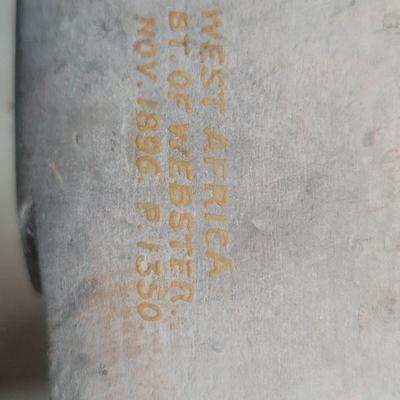 WEST AFRICA
BT. OF WEBSTER.
NOV. 1896. P. 1350.